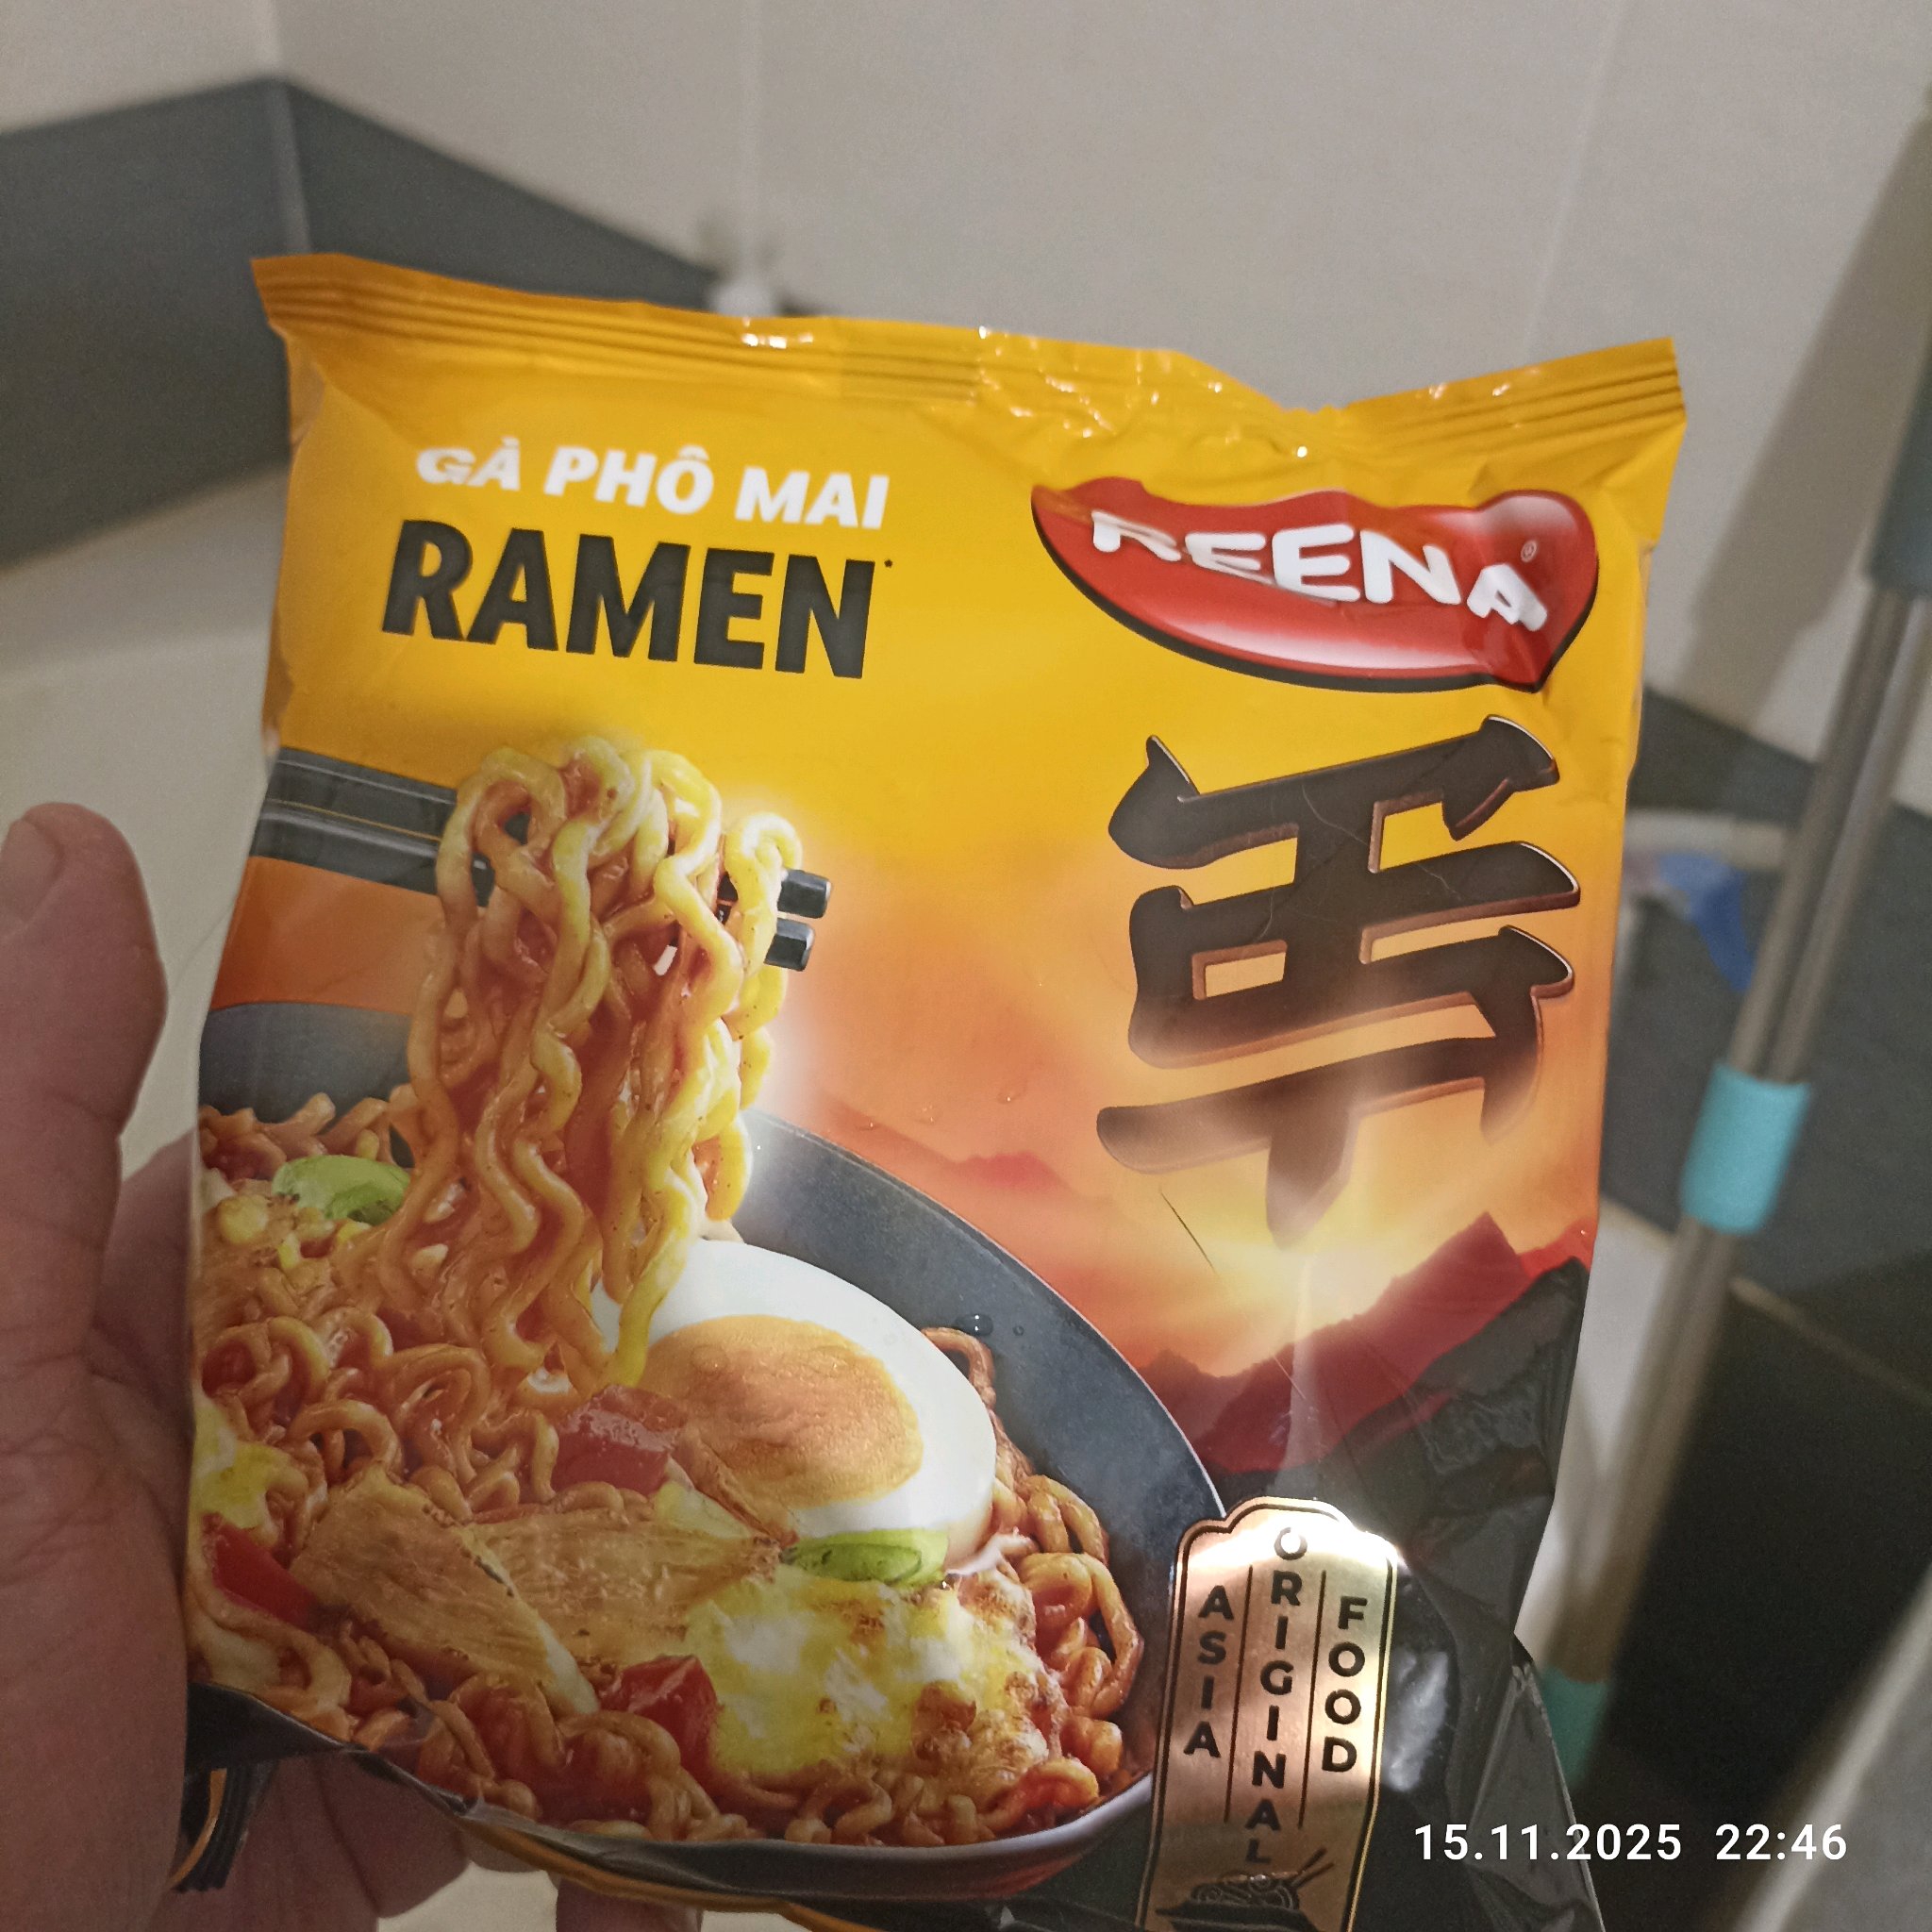 GÀ PHÔ MAI
RAMEN*
REENA®
ASIA
ORIGINAL
FOOD
15.11.2025 22:46